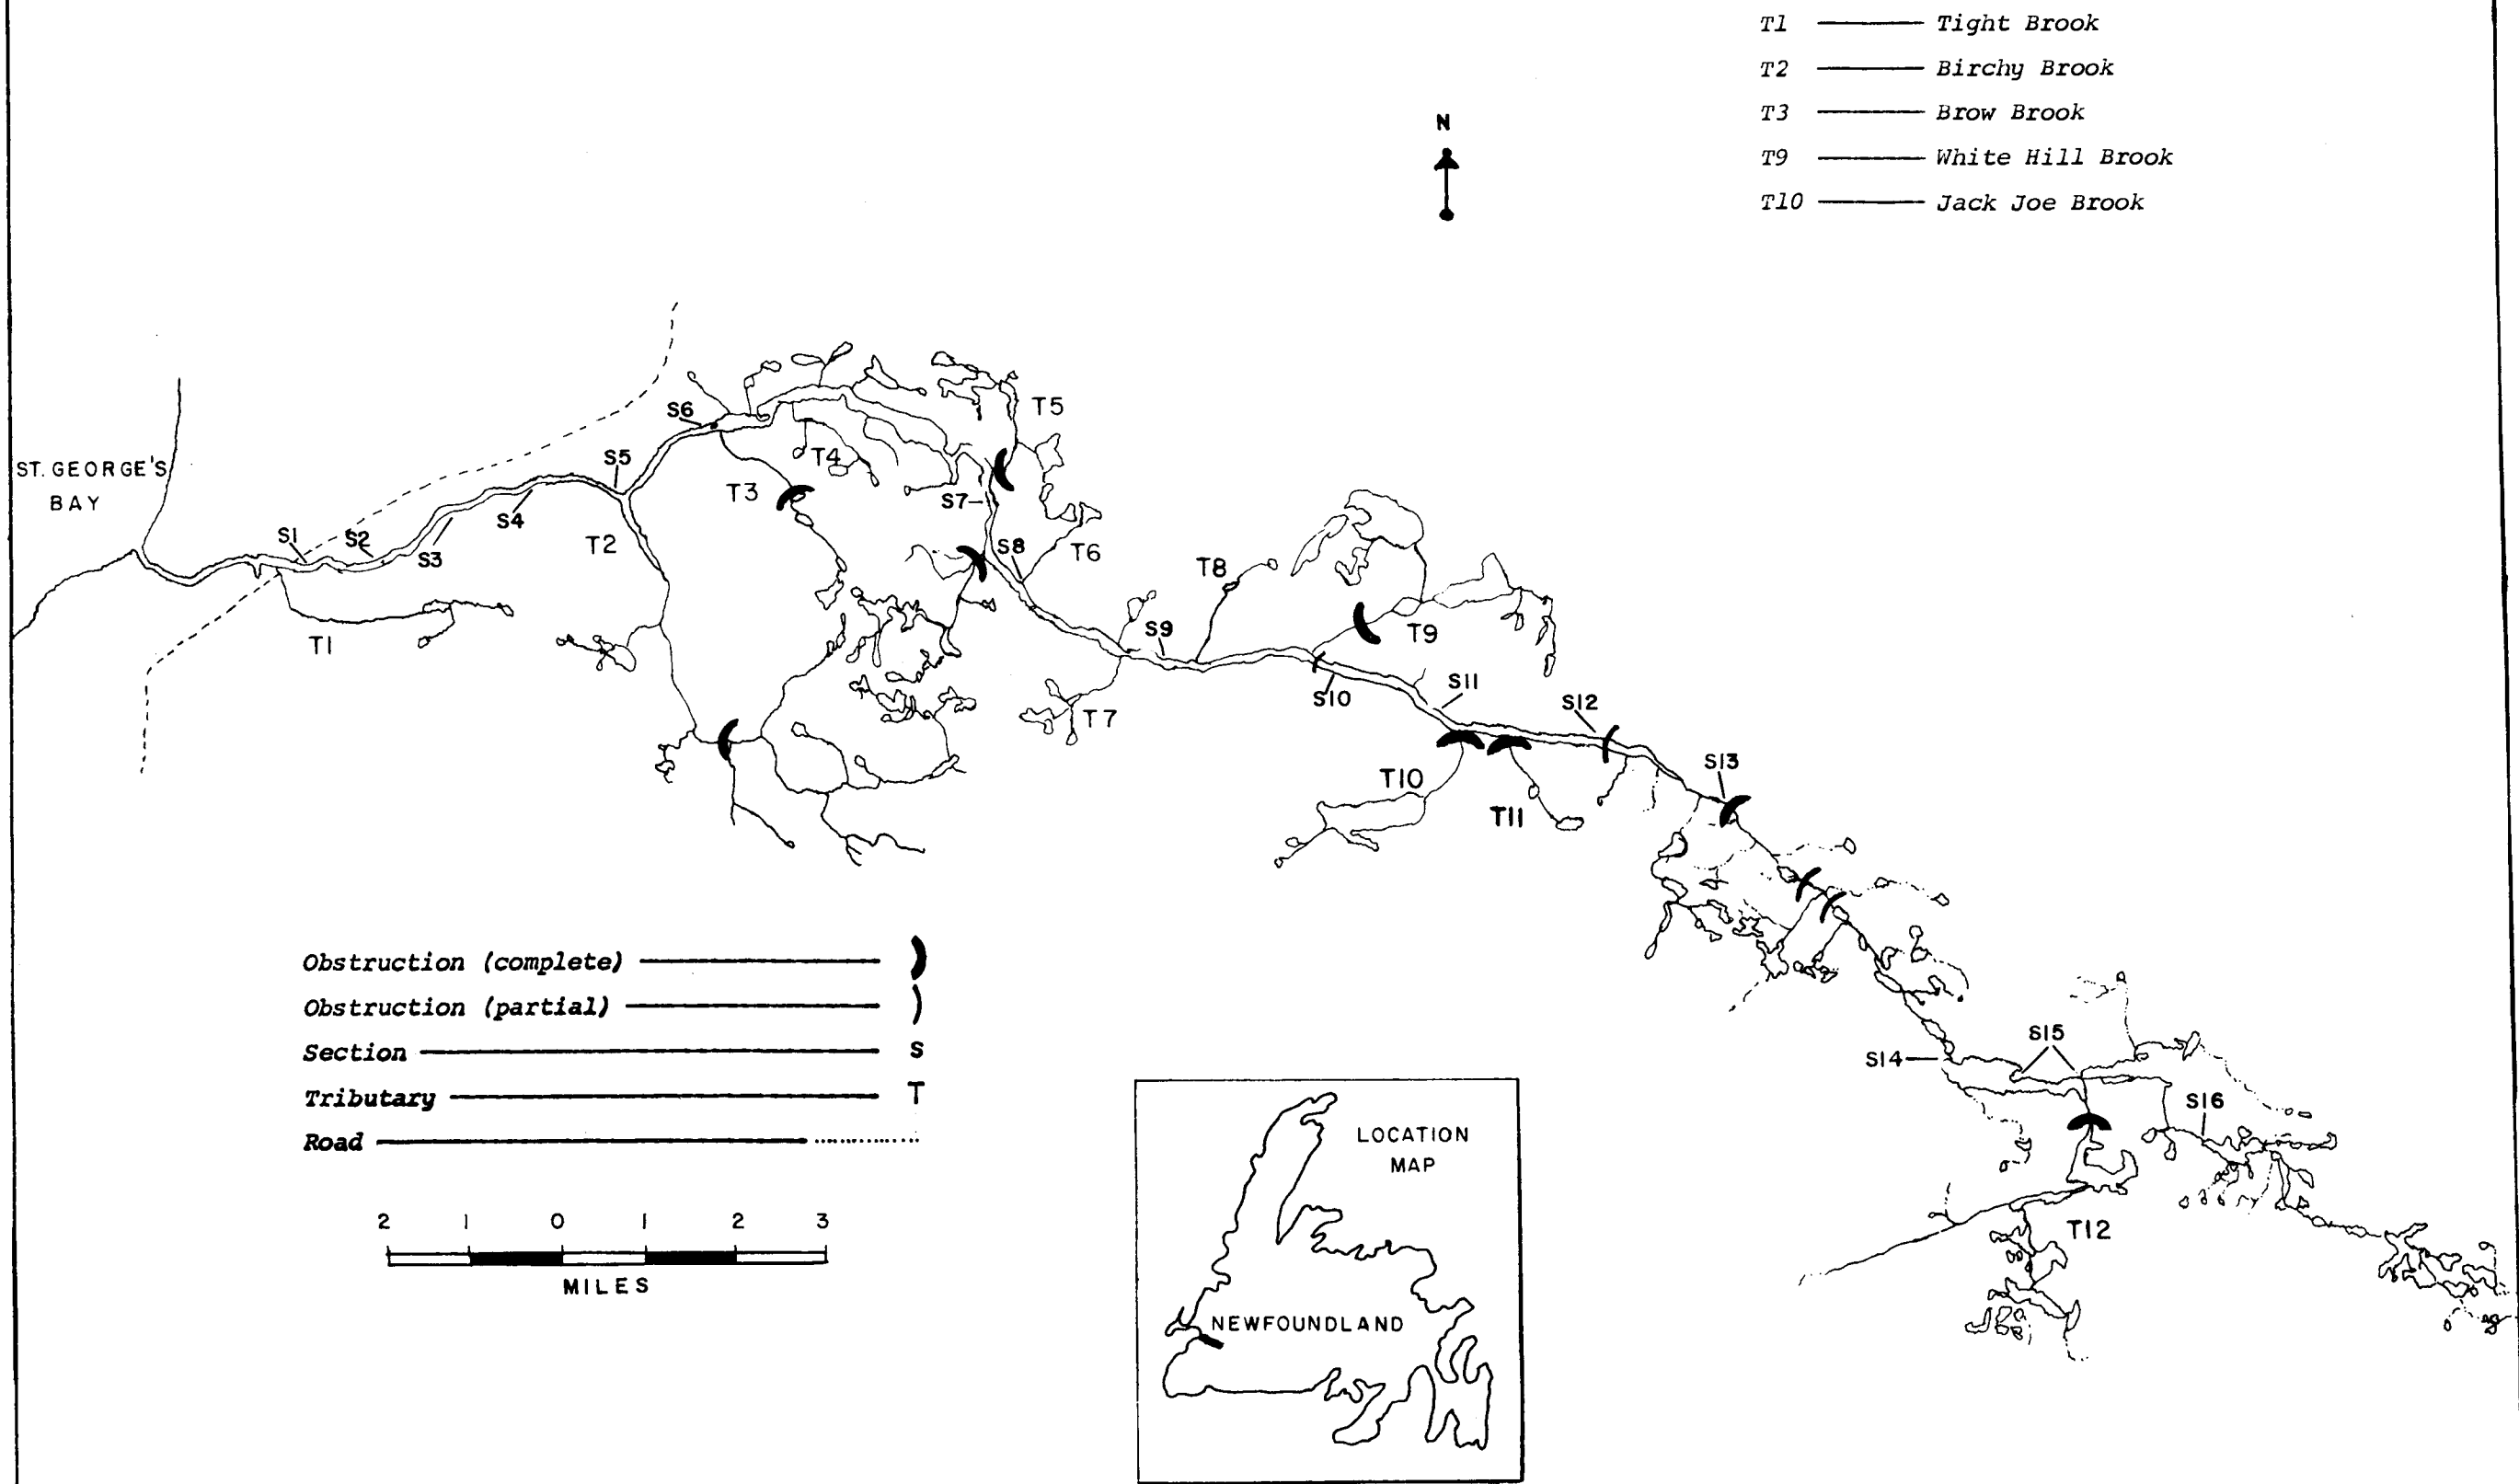 T1 Tight Brook
T2 Birchy Brook
T3 Brow Brook
T9 White Hill Brook
T10 Jack Joe Brook
N
ST. GEORGE'S
BAY
S1
S2
S3
S4
S5
S6
S7
S8
S9
S10
S11
S12
S13
S14
S15
S16
T1
T2
T3
T4
T5
T6
T7
T8
T9
T10
T11
T12
Obstruction (complete)
Obstruction (partial)
Section S
Tributary T
Road
2 1 0 1 2 3
MILES
LOCATION
MAP
NEWFOUNDLAND